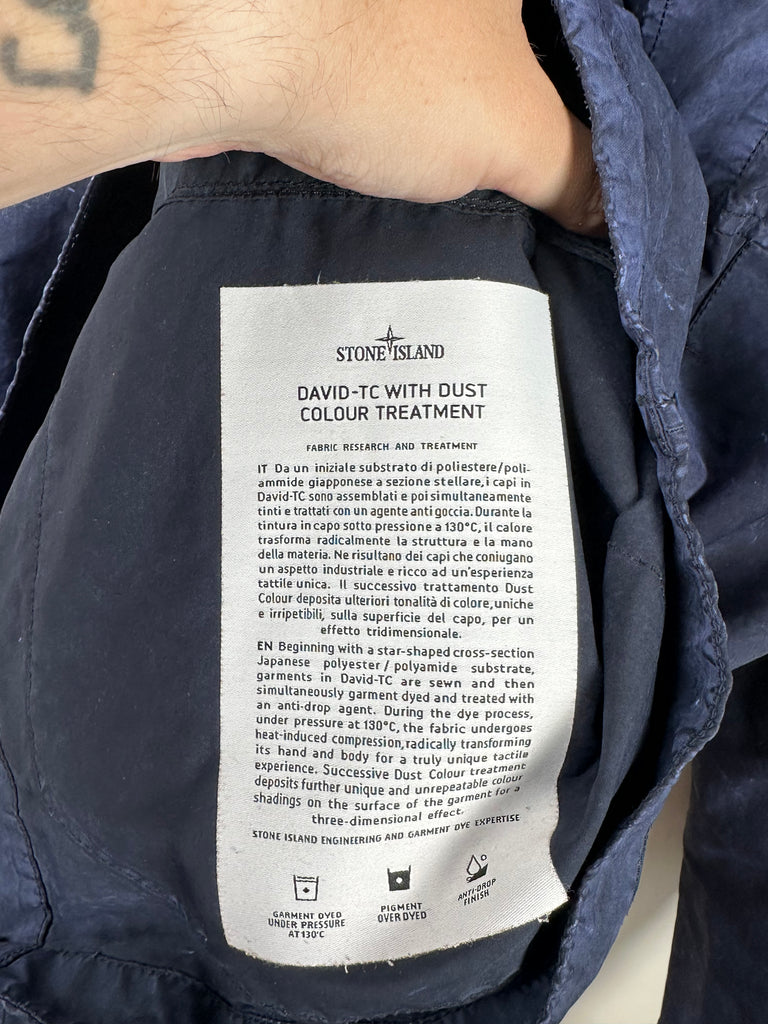 STONE ISLAND
DAVID-TC WITH DUST
COLOUR TREATMENT
FABRIC RESEARCH AND TREATMENT
IT Da un iniziale substrato di poliestere/poli-
ammide giapponese a sezione stellare, i capi in
David-TC sono assemblati e poi simultaneamente
tinti e trattati con un agente anti goccia. Durante la
tintura in capo sotto pressione a 130°C, il calore
trasforma radicalmente la struttura e la mano
della materia. Ne risultano dei capi che coniugano
un aspetto industriale e ricco ad un'esperienza
tattile unica. Il successivo trattamento Dust
Colour deposita ulteriori tonalità di colore, uniche
e irripetibili, sulla superficie del capo, per un
effetto tridimensionale.
EN Beginning with a star-shaped cross-section
Japanese polyester / polyamide substrate,
garments in David-TC are sewn and then
simultaneously garment dyed and treated with
an anti-drop agent. During the dye process,
under pressure at 130°C, the fabric undergoes
heat-induced compression, radically transforming
its hand and body for a truly unique tactile
experience. Successive Dust Colour treatment
deposits further unique and unrepeatable colour
shadings on the surface of the garment for a
three-dimensional effect.
STONE ISLAND ENGINEERING AND GARMENT DYE EXPERTISE
GARMENT DYED
UNDER PRESSURE
AT 130°C
PIGMENT
OVER DYED
ANTI-DROP
FINISH